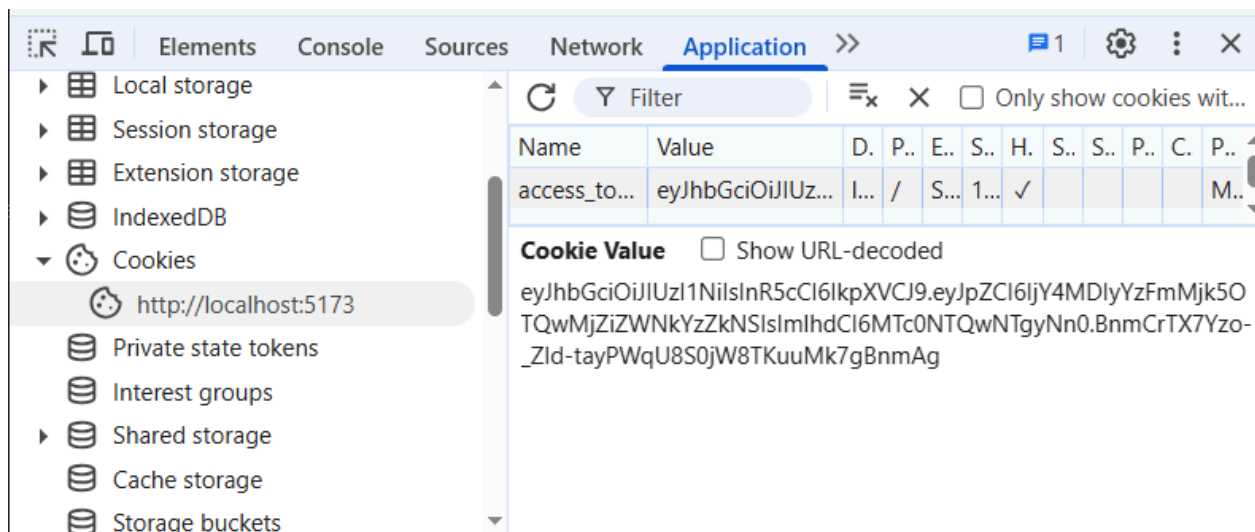 Elements Console Sources Network Application 1
Local storage
Session storage
Extension storage
IndexedDB
Cookies
http://localhost:5173
Private state tokens
Interest groups
Shared storage
Cache storage
Storage buckets
Filter Only show cookies wit...
Name Value D. P.. E.. S.. H. S.. S.. P.. C. P..
access_to... eyJhbGciOiJIUz... l... / S... 1... ✓ M...
Cookie Value Show URL-decoded
eyJhbGciOiJIUzI1NiIsInR5cCI6IkpXVCJ9.eyJpZCI6IjY4MDIyYzFmMjk5O
TQwMjZiZWNkYzZkNSIsImlhdCI6MTc0NTQwNTgyNn0.BnmCrTX7Yzo-
_ZId-tayPWqU8S0jW8TKuuMk7gBnmAg